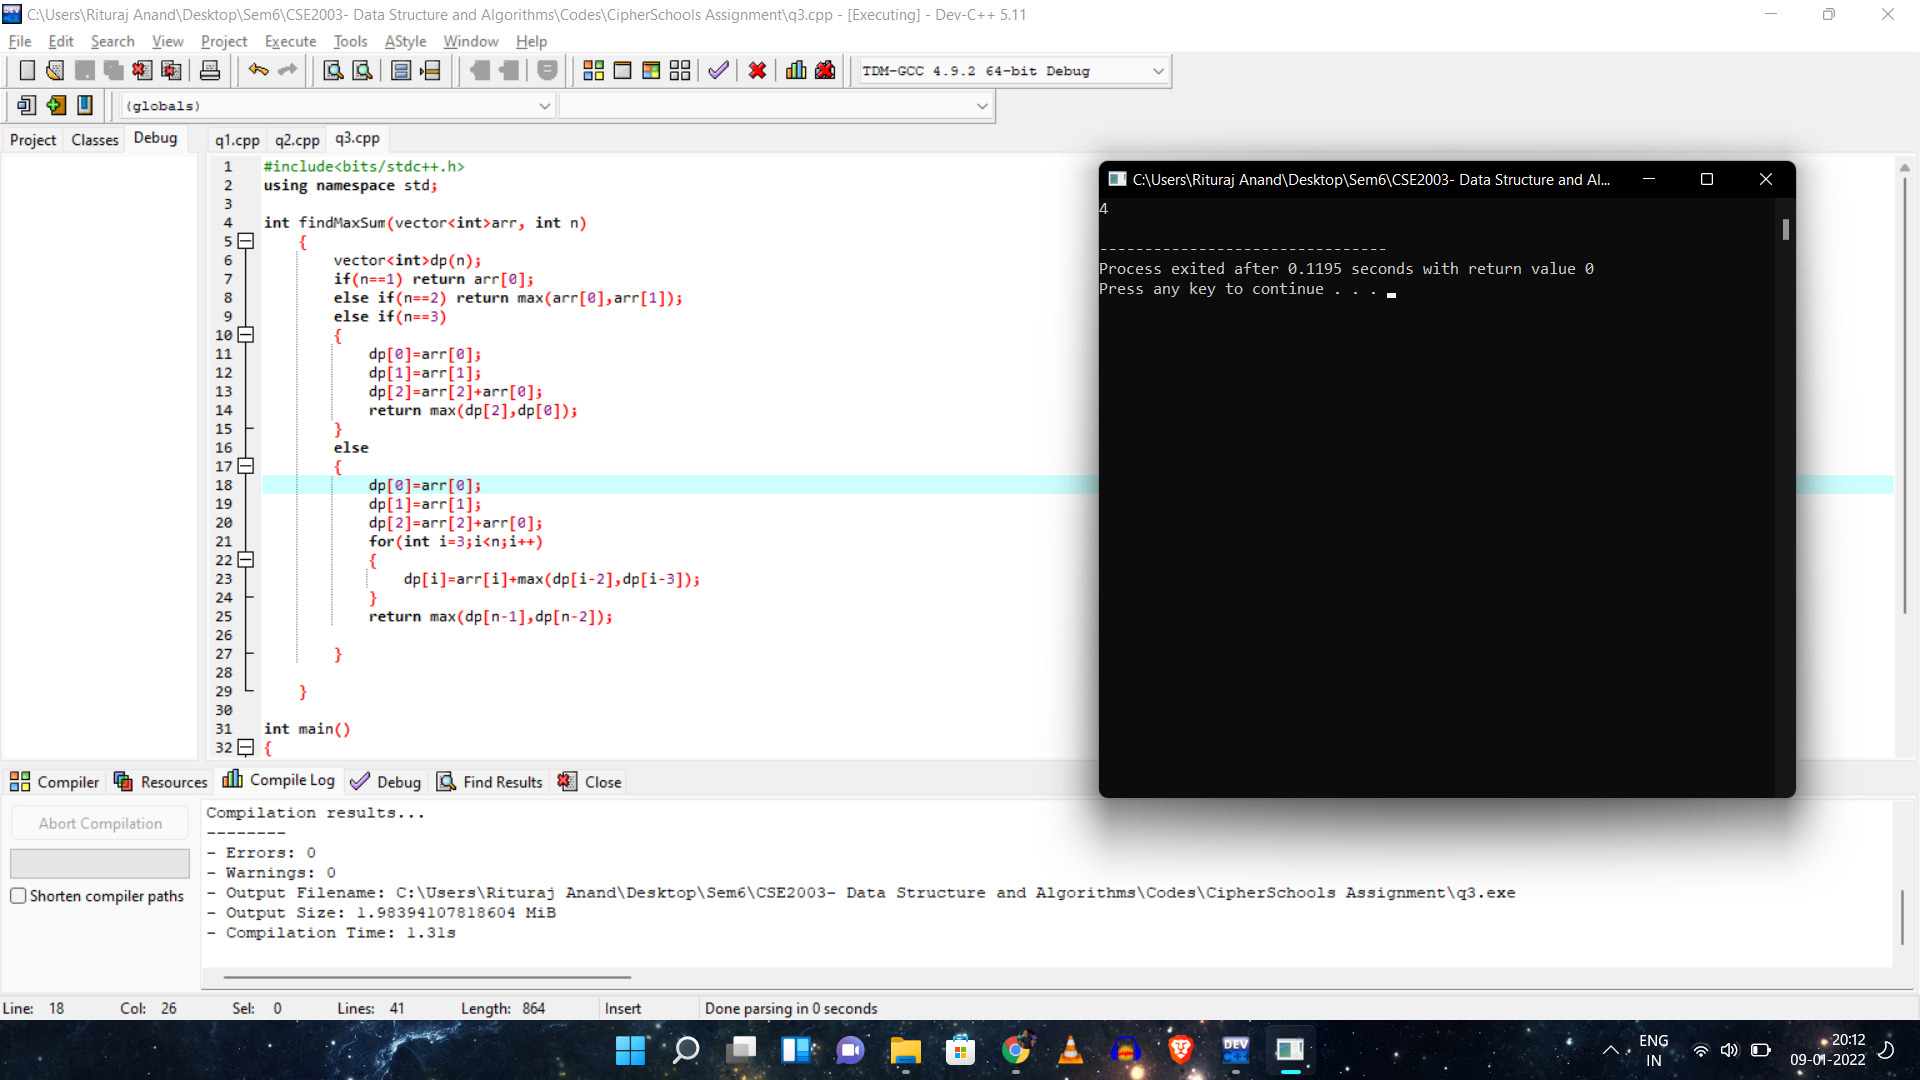 C:\Users\Rituraj Anand\Desktop\Sem6\CSE2003- Data Structure and Algorithms\Codes\CipherSchools Assignment\q3.cpp - [Executing] - Dev-C++ 5.11
File Edit Search View Project Execute Tools AStyle Window Help
TDM-GCC 4.9.2 64-bit Debug
(globals)
Project Classes Debug
q1.cpp q2.cpp q3.cpp
1 #include<bits/stdc++.h>
2 using namespace std;
3
4 int findMaxSum(vector<int>arr, int n)
5 {
6 vector<int>dp(n);
7 if(n==1) return arr[0];
8 else if(n==2) return max(arr[0],arr[1]);
9 else if(n==3)
10 {
11 dp[0]=arr[0];
12 dp[1]=arr[1];
13 dp[2]=arr[2]+arr[0];
14 return max(dp[2],dp[0]);
15 }
16 else
17 {
18 dp[0]=arr[0];
19 dp[1]=arr[1];
20 dp[2]=arr[2]+arr[0];
21 for(int i=3;i<n;i++)
22 {
23 dp[i]=arr[i]+max(dp[i-2],dp[i-3]);
24 }
25 return max(dp[n-1],dp[n-2]);
26
27 }
28
29 }
30
31 int main()
32 {
C:\Users\Rituraj Anand\Desktop\Sem6\CSE2003- Data Structure and Al...
4
--------------------------------
Process exited after 0.1195 seconds with return value 0
Press any key to continue . . .
Compiler Resources Compile Log Debug Find Results Close
Abort Compilation
Shorten compiler paths
Compilation results...
--------
- Errors: 0
- Warnings: 0
- Output Filename: C:\Users\Rituraj Anand\Desktop\Sem6\CSE2003- Data Structure and Algorithms\Codes\CipherSchools Assignment\q3.exe
- Output Size: 1.98394107818604 MiB
- Compilation Time: 1.31s
Line: 18 Col: 26 Sel: 0 Lines: 41 Length: 864 Insert Done parsing in 0 seconds
DEV
C++
ENG
IN
20:12
09-01-2022